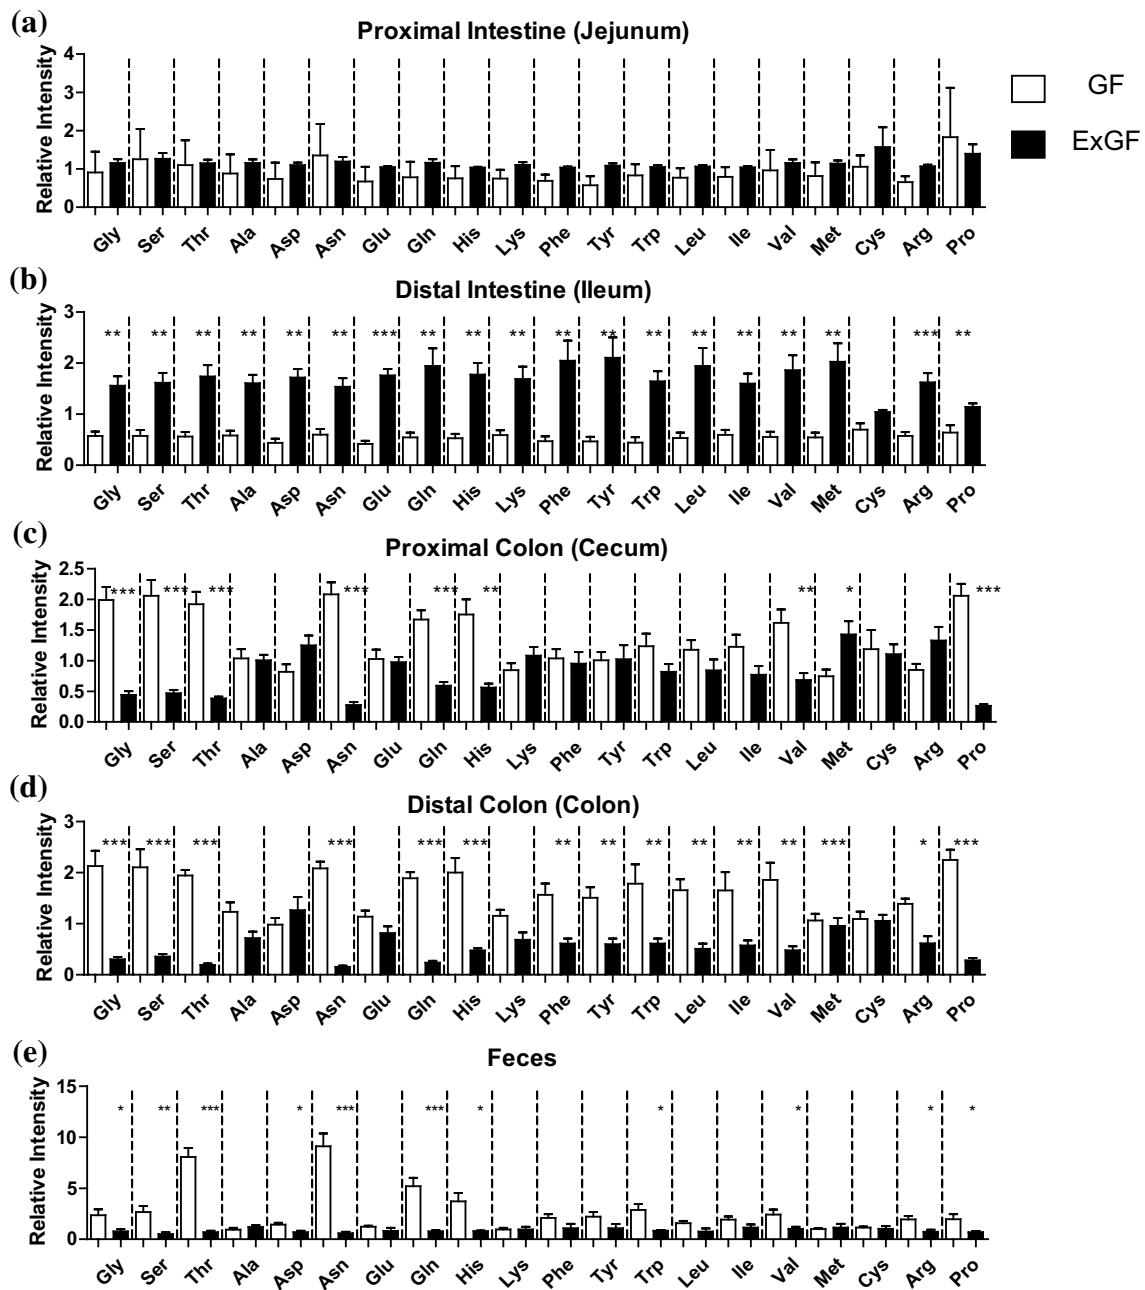 (a)
Proximal Intestine (Jejunum)
Relative Intensity
4
3
2
1
0
Gly Ser Thr Ala Asp Asn Glu Gln His Lys Phe Tyr Trp Leu Ile Val Met Cys Arg Pro
GF
ExGF
(b)
Distal Intestine (Ileum)
Relative Intensity
3
2
1
0
** ** ** ** ** ** *** ** ** ** ** ** ** ** ** ** ** *** **
Gly Ser Thr Ala Asp Asn Glu Gln His Lys Phe Tyr Trp Leu Ile Val Met Cys Arg Pro
(c)
Proximal Colon (Cecum)
Relative Intensity
2.5
2.0
1.5
1.0
0.5
0.0
*** *** *** *** *** ** ** * ***
Gly Ser Thr Ala Asp Asn Glu Gln His Lys Phe Tyr Trp Leu Ile Val Met Cys Arg Pro
(d)
Distal Colon (Colon)
Relative Intensity
3
2
1
0
*** *** *** *** *** *** ** ** ** ** ** ** *** * ***
Gly Ser Thr Ala Asp Asn Glu Gln His Lys Phe Tyr Trp Leu Ile Val Met Cys Arg Pro
(e)
Feces
Relative Intensity
15
10
5
0
* ** *** * *** *** * * * * *
Gly Ser Thr Ala Asp Asn Glu Gln His Lys Phe Tyr Trp Leu Ile Val Met Cys Arg Pro